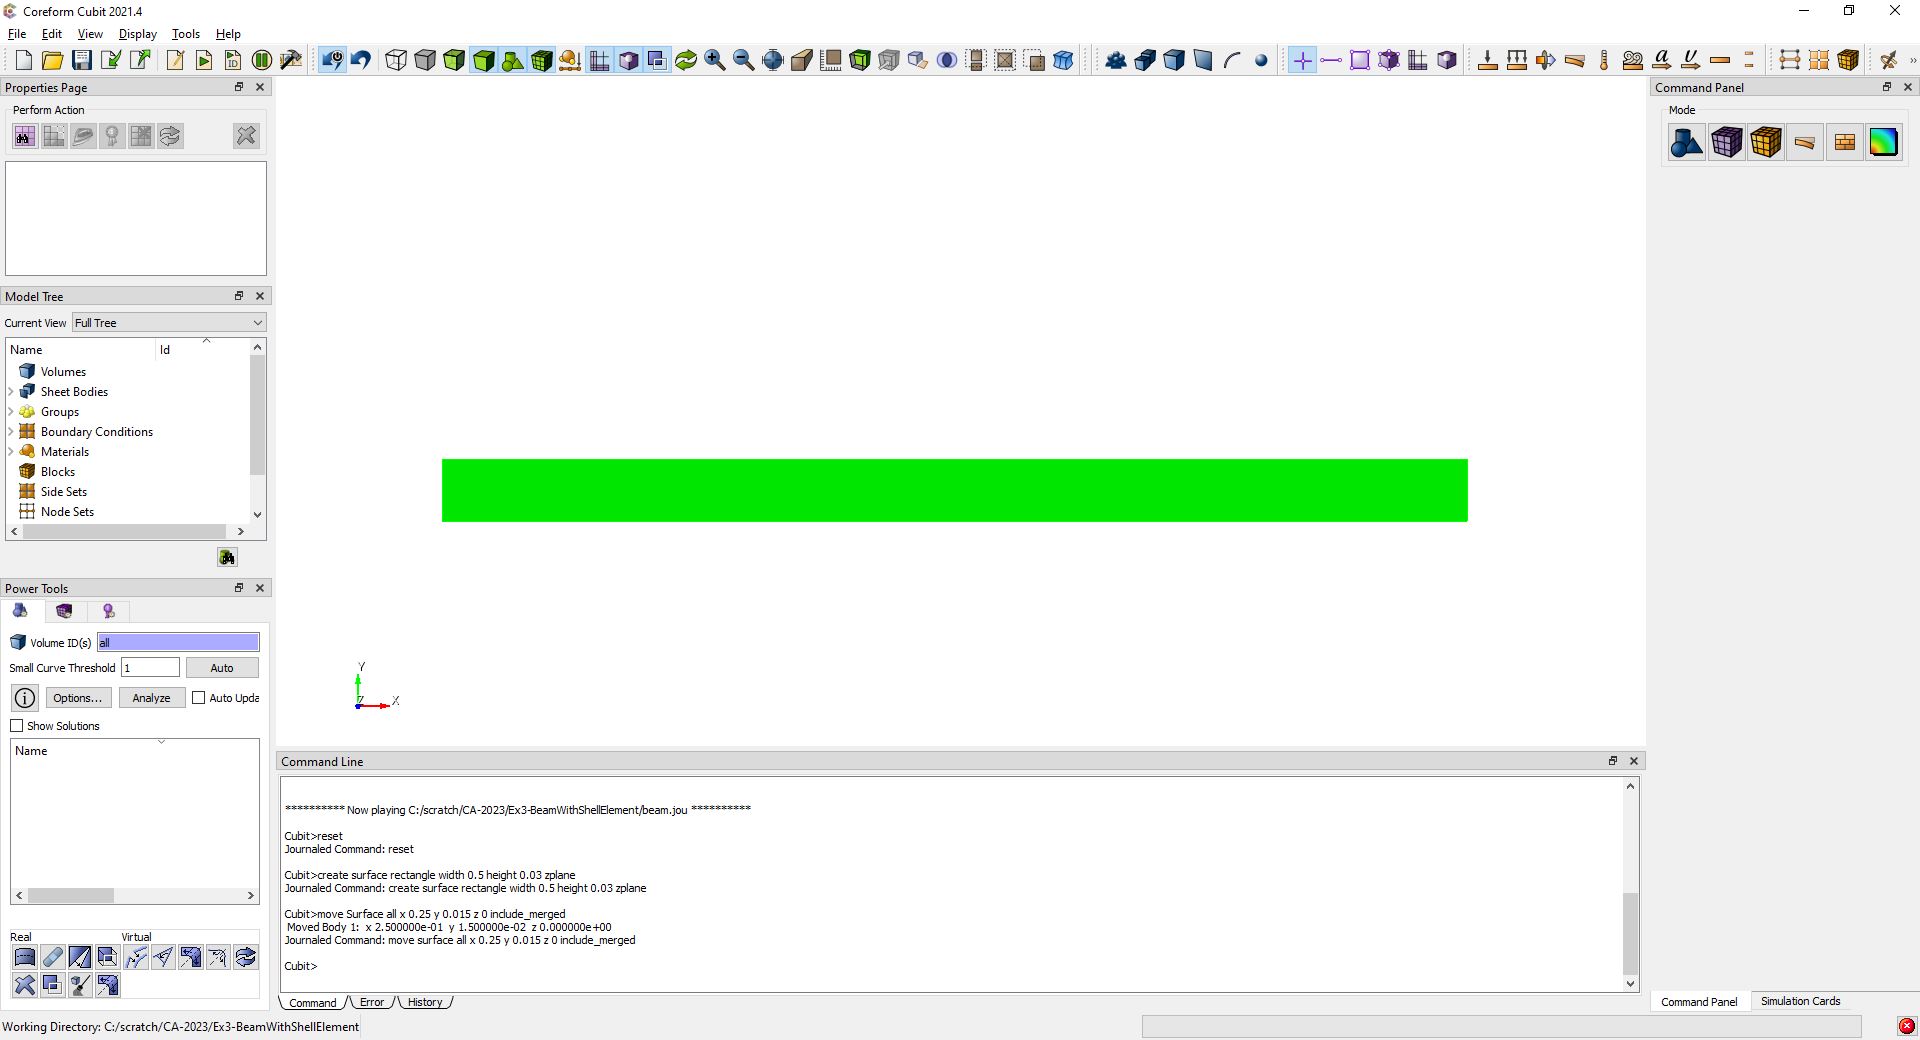 Coreform Cubit 2021.4
File Edit View Display Tools Help
Properties Page
Perform Action
Model Tree
Current View Full Tree
Name Id
Volumes
Sheet Bodies
Groups
Boundary Conditions
Materials
Blocks
Side Sets
Node Sets
Power Tools
Volume ID(s) all
Small Curve Threshold 1 Auto
Options... Analyze Auto Upda
Show Solutions
Name
Real Virtual
Y
Z X
Command Line
********** Now playing C:/scratch/CA-2023/Ex3-BeamWithShellElement/beam.jou **********
Cubit>reset
Journaled Command: reset
Cubit>create surface rectangle width 0.5 height 0.03 zplane
Journaled Command: create surface rectangle width 0.5 height 0.03 zplane
Cubit>move Surface all x 0.25 y 0.015 z 0 include_merged
Moved Body 1: x 2.500000e-01 y 1.500000e-02 z 0.000000e+00
Journaled Command: move surface all x 0.25 y 0.015 z 0 include_merged
Cubit>
Command Error History
Command Panel
Mode
Command Panel Simulation Cards
Working Directory: C:/scratch/CA-2023/Ex3-BeamWithShellElement